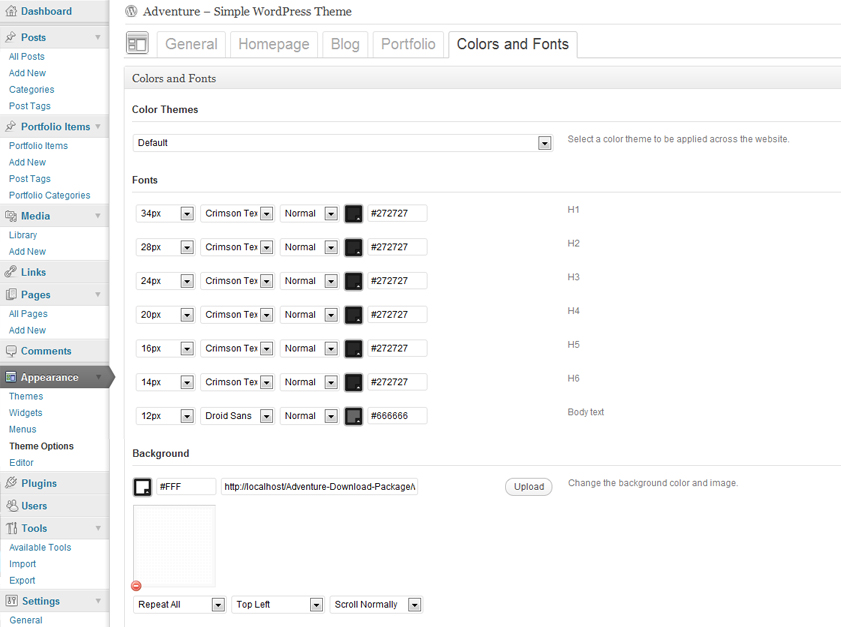 Dashboard
Posts
All Posts
Add New
Categories
Post Tags
Portfolio Items
Portfolio Items
Add New
Post Tags
Portfolio Categories
Media
Library
Add New
Links
Pages
All Pages
Add New
Comments
Appearance
Themes
Widgets
Menus
Theme Options
Editor
Plugins
Users
Tools
Available Tools
Import
Export
Settings
General
Adventure – Simple WordPress Theme
General Homepage Blog Portfolio Colors and Fonts
Colors and Fonts
Color Themes
Default Select a color theme to be applied across the website.
Fonts
34px Crimson Tex Normal #272727 H1
28px Crimson Tex Normal #272727 H2
24px Crimson Tex Normal #272727 H3
20px Crimson Tex Normal #272727 H4
16px Crimson Tex Normal #272727 H5
14px Crimson Tex Normal #272727 H6
12px Droid Sans Normal #666666 Body text
Background
#FFF http://localhost/Adventure-Download-Package/ Upload Change the background color and image.
Repeat All Top Left Scroll Normally